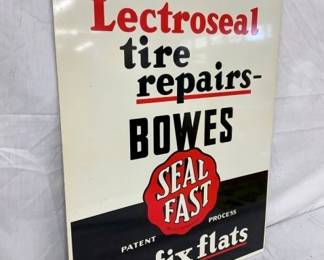 Lectroseal
tire
repairs-
BOWES
SEAL
FAST
PATENT PROCESS
fix flats